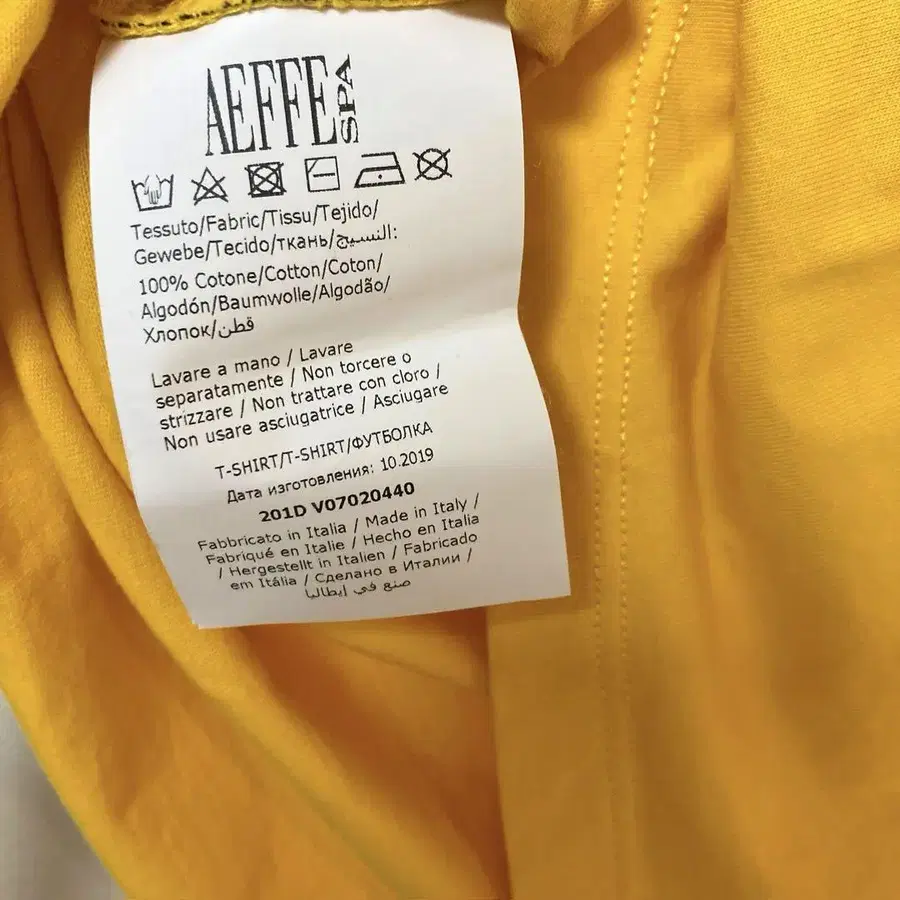 AEFFE SPA
Tessuto/Fabric/Tissu/Tejido/
Gewebe/Tecido/ткань/النسيج:
100% Cotone/Cotton/Coton/
Algodón/Baumwolle/Algodão/
Хлопок/قطن
Lavare a mano / Lavare
separatamente / Non torcere o
strizzare / Non trattare con cloro /
Non usare asciugatrice / Asciugare
T-SHIRT/T-SHIRT/ФУТБОЛКА
Дата изготовления: 10.2019
201D V07020440
Fabbricato in Italia / Made in Italy /
Fabriqué en Italie / Hecho en Italia
/ Hergestellt in Italien / Fabricado
em Itália / Сделано в Италии /
صنع في إيطاليا